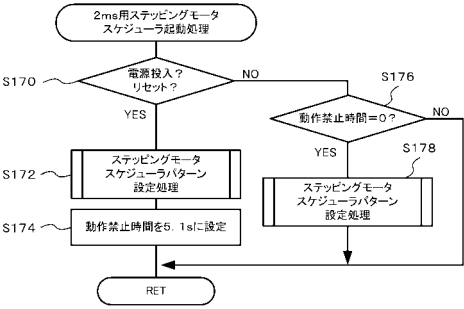 2ms用ステッピングモータ
スケジューラ起動処理
S170
電源投入?
リセット?
NO
YES
S176
動作禁止時間=0?
NO
YES
S172
ステッピングモータ
スケジューラパターン
設定処理
S178
ステッピングモータ
スケジューラパターン
設定処理
S174
動作禁止時間を5.1sに設定
RET